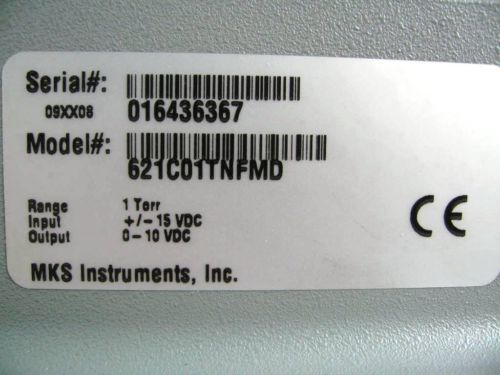 Serial#:
09XX08 016436367
Model#:
621C01TNFMD
Range 1 Torr
Input +/-15 VDC
Output 0-10 VDC
CE
MKS Instruments, Inc.